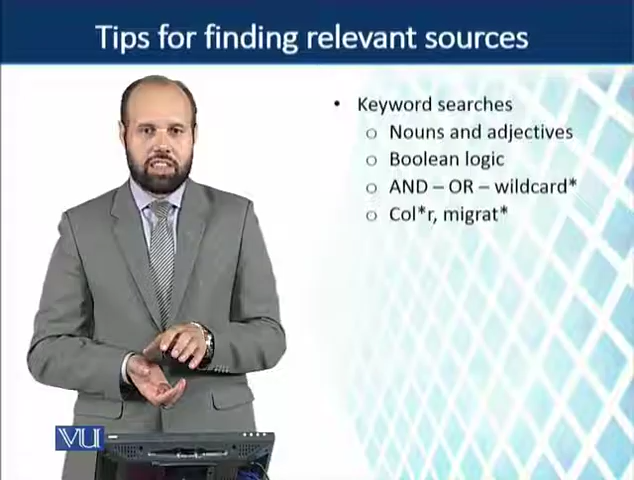 Tips for finding relevant sources
• Keyword searches
o Nouns and adjectives
o Boolean logic
o AND – OR – wildcard*
o Col*r, migrat*
VU